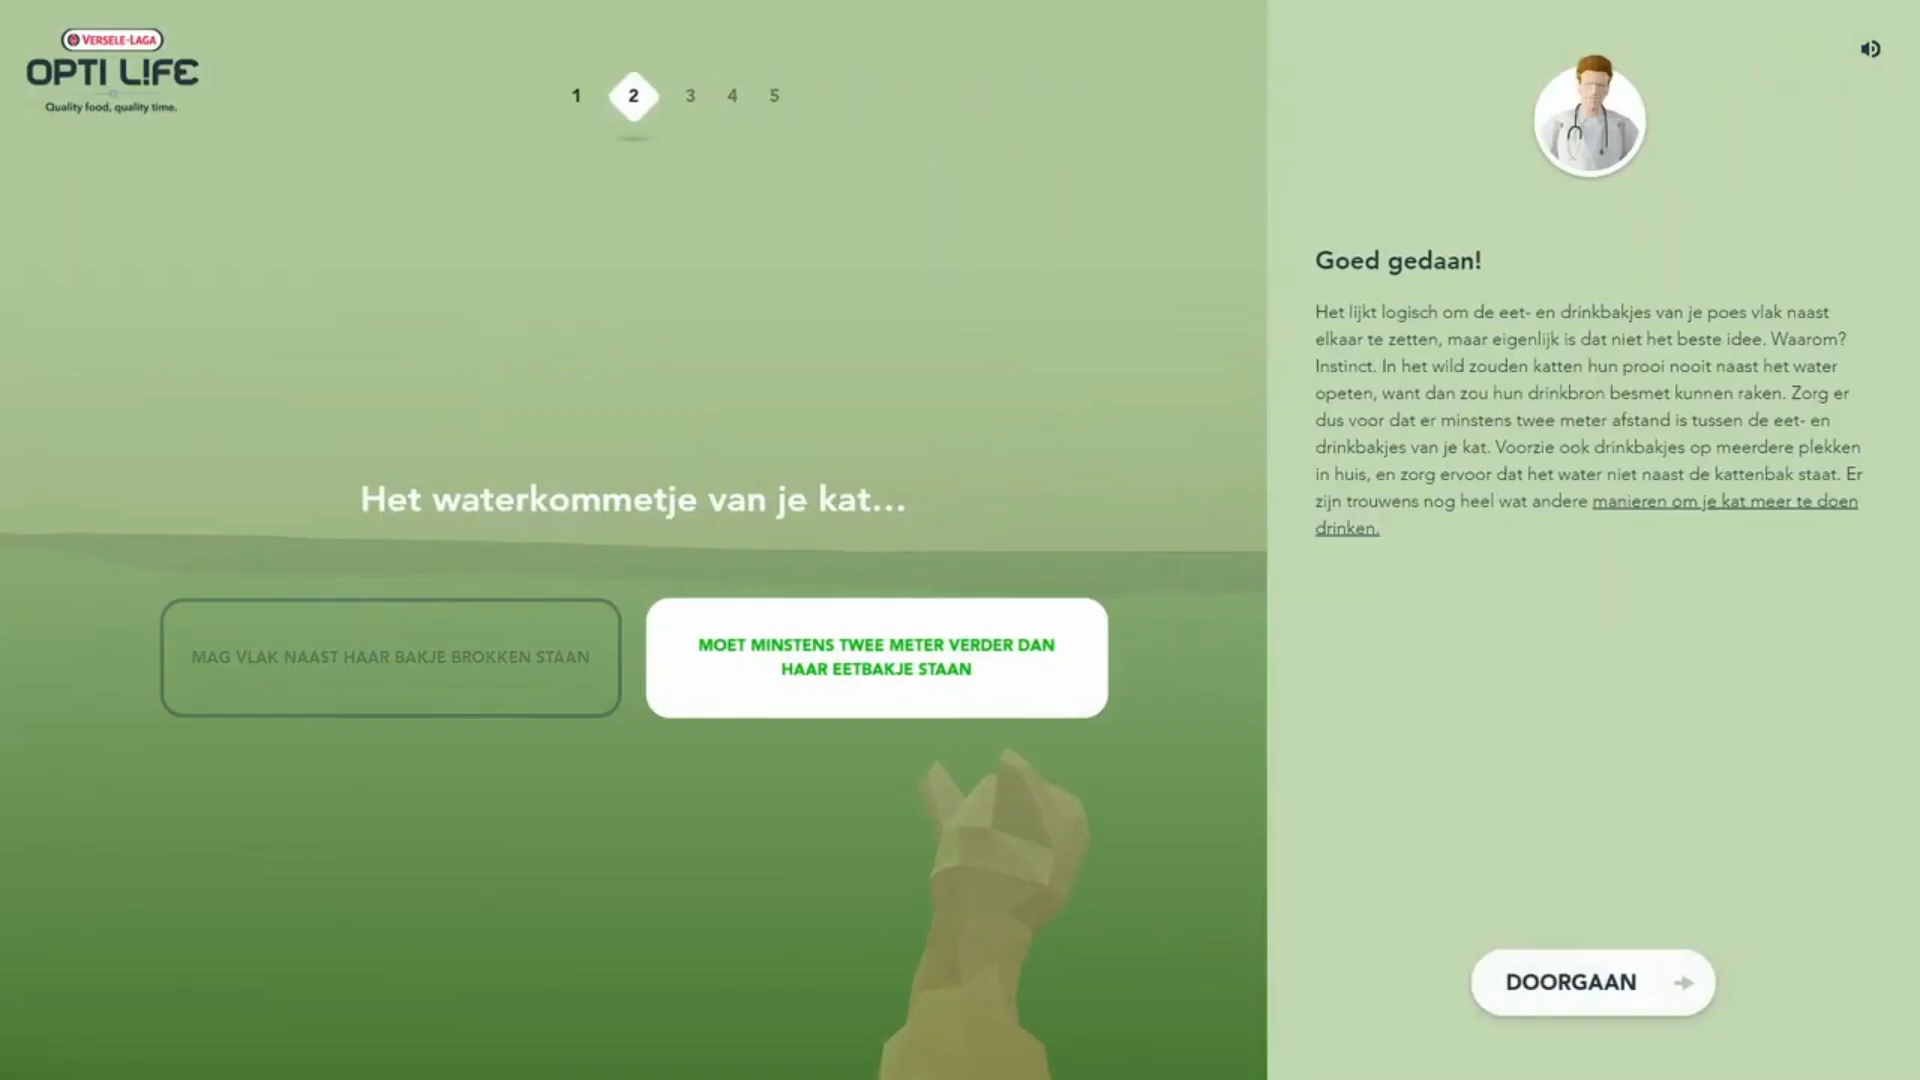 VERSELE-LAGA
OPTI LIFE
Quality food, quality time.
1 2 3 4 5
Het waterkommetje van je kat...
MAG VLAK NAAST HAAR BAKJE BROKKEN STAAN
MOET MINSTENS TWEE METER VERDER DAN
HAAR EETBAKJE STAAN
Goed gedaan!
Het lijkt logisch om de eet- en drinkbakjes van je poes vlak naast
elkaar te zetten, maar eigenlijk is dat niet het beste idee. Waarom?
Instinct. In het wild zouden katten hun prooi nooit naast het water
opeten, want dan zou hun drinkbron besmet kunnen raken. Zorg er
dus voor dat er minstens twee meter afstand is tussen de eet- en
drinkbakjes van je kat. Voorzie ook drinkbakjes op meerdere plekken
in huis, en zorg ervoor dat het water niet naast de kattenbak staat. Er
zijn trouwens nog heel wat andere manieren om je kat meer te doen
drinken.
DOORGAAN